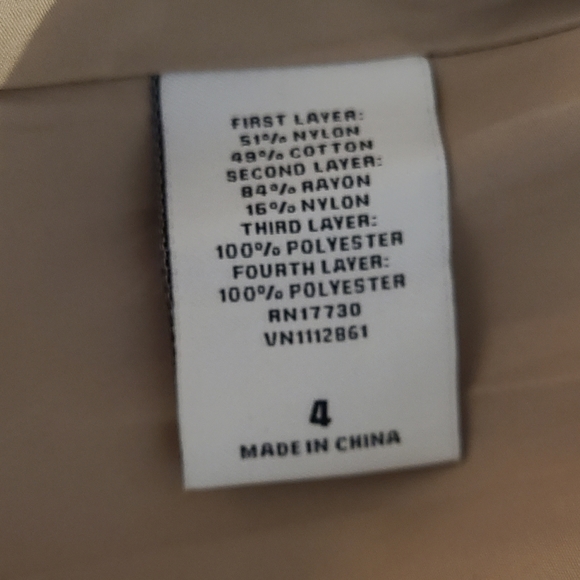 FIRST LAYER:
51% NYLON
49% COTTON
SECOND LAYER:
84% RAYON
16% NYLON
THIRD LAYER:
100% POLYESTER
FOURTH LAYER:
100% POLYESTER
RN17730
VN1112861
4
MADE IN CHINA